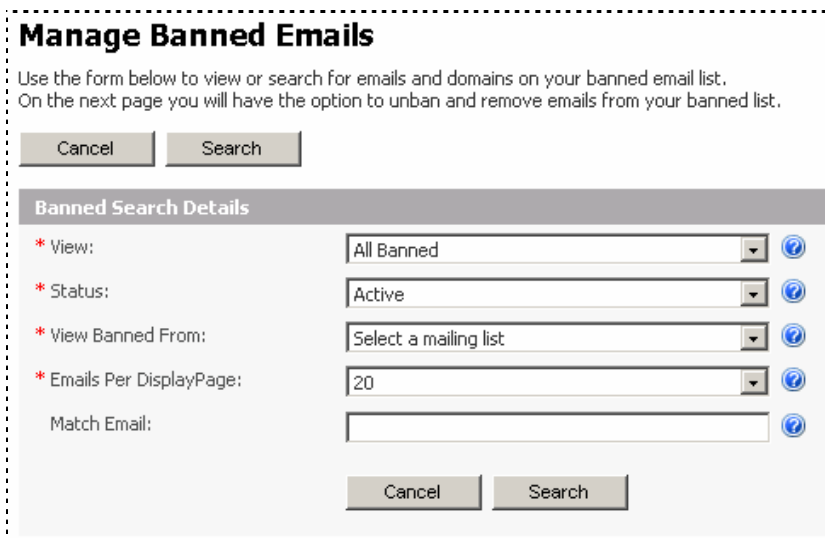 Manage Banned Emails
Use the form below to view or search for emails and domains on your banned email list.
On the next page you will have the option to unban and remove emails from your banned list.
Cancel Search
Banned Search Details
* View: All Banned
* Status: Active
* View Banned From: Select a mailing list
* Emails Per DisplayPage: 20
Match Email:
Cancel Search